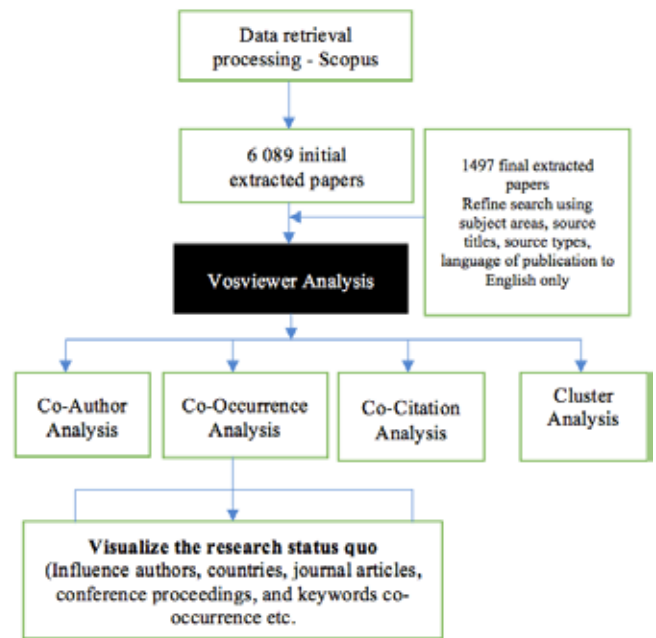 Data retrieval
processing - Scopus
6 089 initial
extracted papers
1497 final extracted
papers
Refine search using
subject areas, source
titles, source types,
language of publication to
English only
Vosviewer Analysis
Co-Author
Analysis
Co-Occurrence
Analysis
Co-Citation
Analysis
Cluster
Analysis
Visualize the research status quo
(Influence authors, countries, journal articles,
conference proceedings, and keywords co-
occurrence etc.